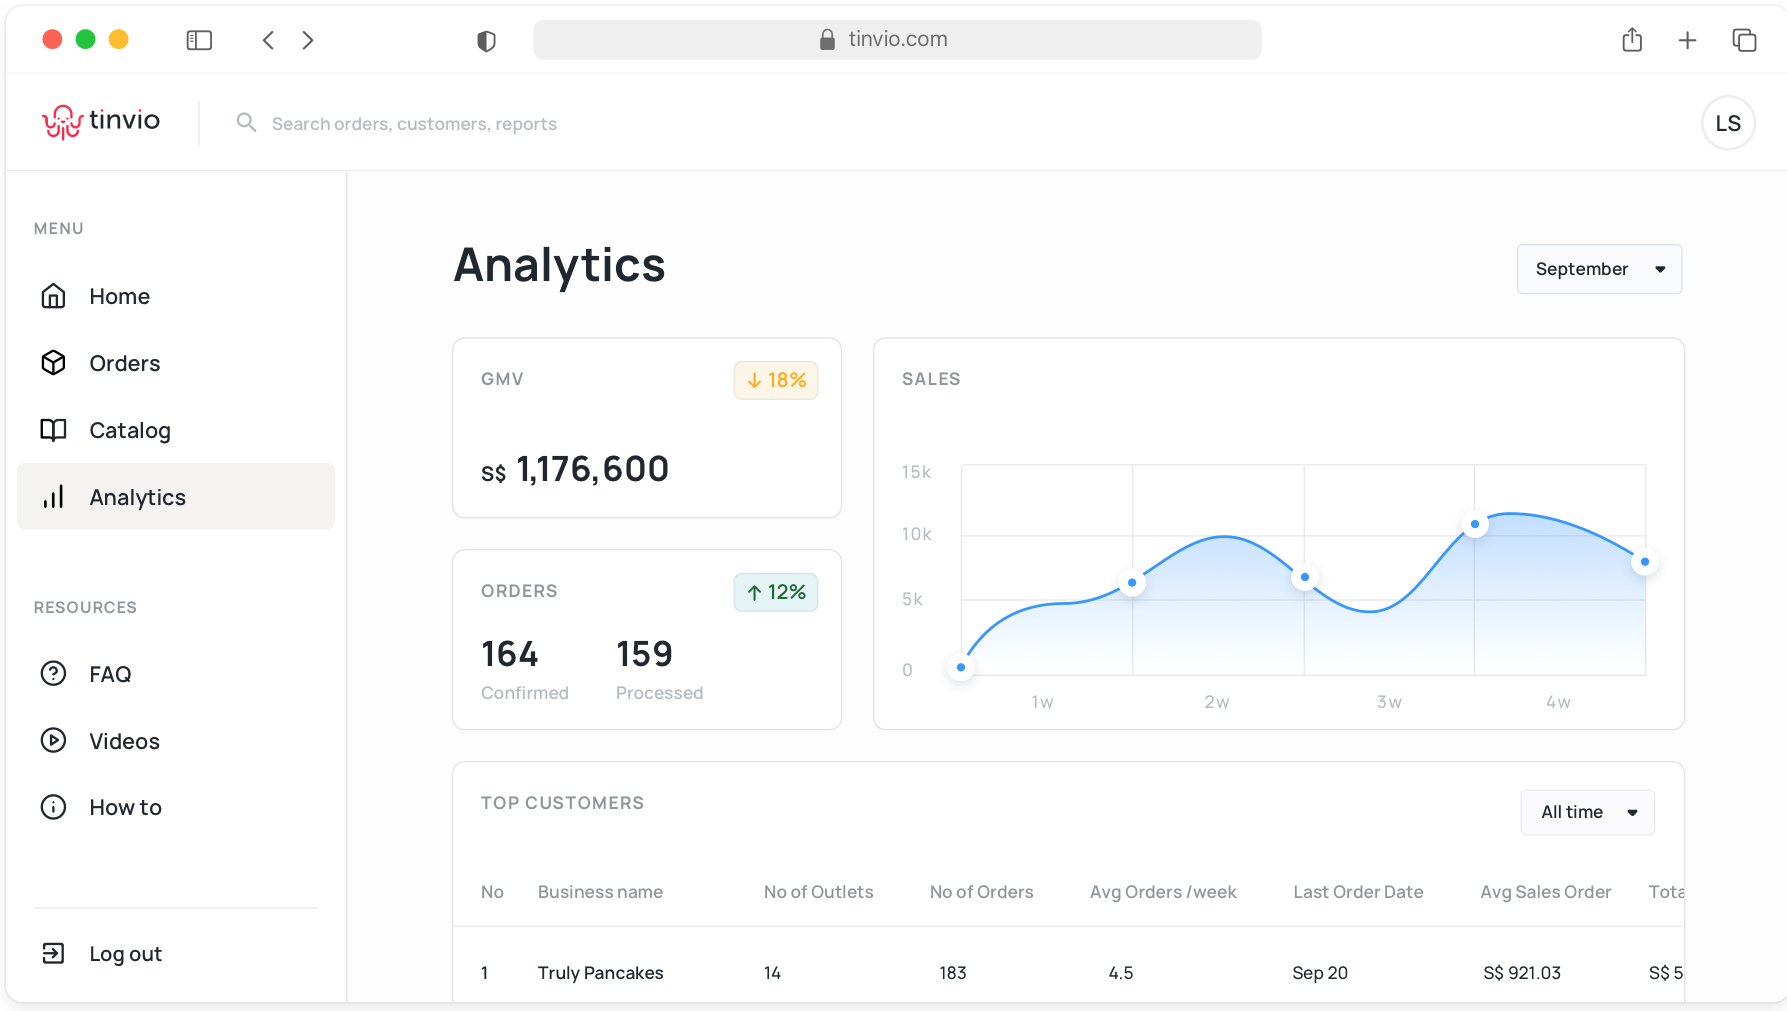 tinvio.com
tinvio
Search orders, customers, reports
LS
MENU
Home
Orders
Catalog
Analytics
RESOURCES
FAQ
Videos
How to
Log out
Analytics
September
GMV
↓ 18%
S$ 1,176,600
ORDERS
↑ 12%
164 159
Confirmed Processed
SALES
15k
10k
5k
0
1w 2w 3w 4w
TOP CUSTOMERS
All time
No Business name No of Outlets No of Orders Avg Orders /week Last Order Date Avg Sales Order Tota
1 Truly Pancakes 14 183 4.5 Sep 20 S$ 921.03 S$ 5